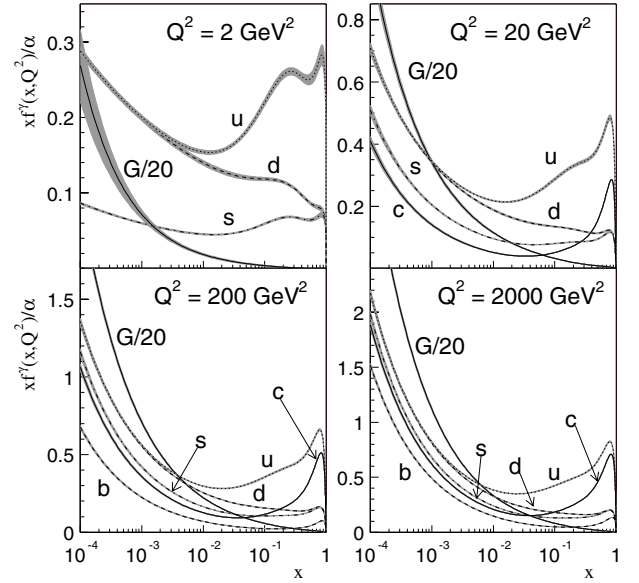 Q² = 2 GeV²
xfᵞ(x,Q²)/α
0.3
0.2
0.1
u
d
G/20
s
Q² = 20 GeV²
0.8
0.6
0.4
0.2
G/20
u
s
d
c
Q² = 200 GeV²
xfᵞ(x,Q²)/α
1.5
1
0.5
0
G/20
c
s
u
b
d
10⁻⁴ 10⁻³ 10⁻² 10⁻¹ 1
x
Q² = 2000 GeV²
2
1.5
1
0.5
0
G/20
c
s
d
u
b
10⁻⁴ 10⁻³ 10⁻² 10⁻¹ 1
x